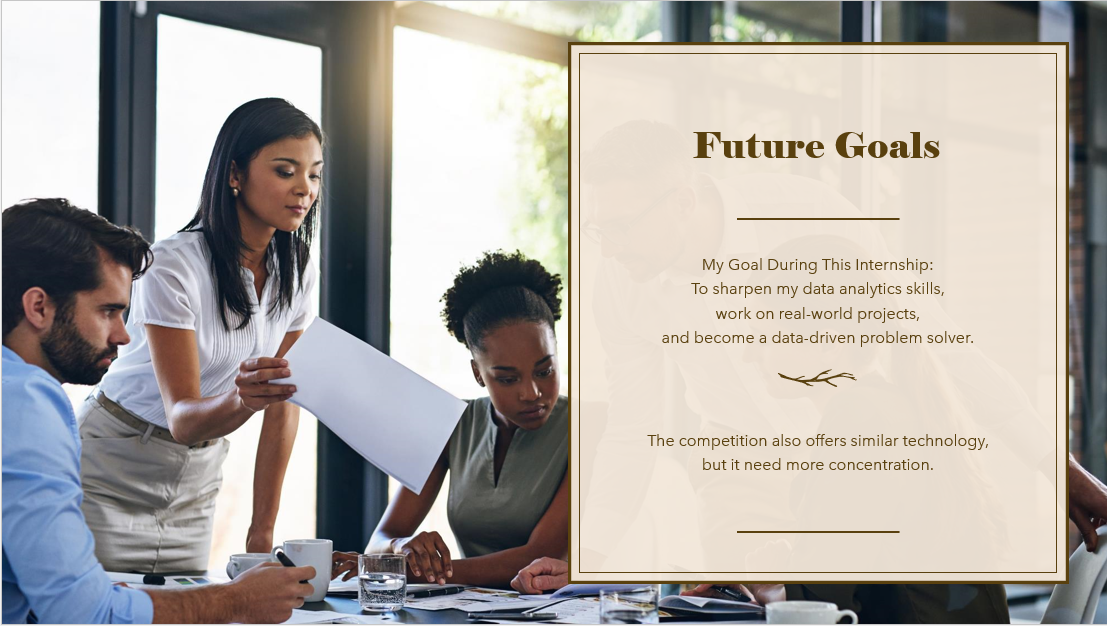 Future Goals
My Goal During This Internship:
To sharpen my data analytics skills,
work on real-world projects,
and become a data-driven problem solver.
The competition also offers similar technology,
but it need more concentration.